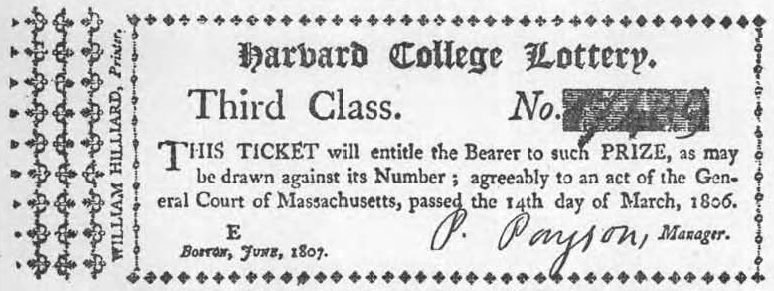 Harvard College Lottery.
Third Class. No.
THIS TICKET will entitle the Bearer to such PRIZE, as may
be drawn against its Number ; agreeably to an act of the Gen-
eral Court of Massachusetts, passed the 14th day of March, 1806.
E
P. Payson, Manager.
Boston, June, 1807.
WILLIAM HILLIARD, Printer.